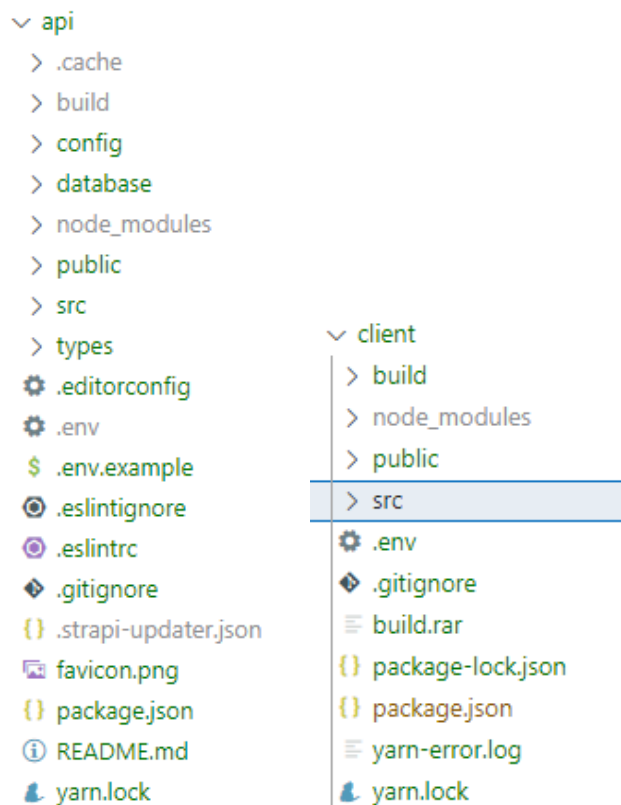 api
.cache
build
config
database
node_modules
public
src
types
.editorconfig
.env
.env.example
.eslintignore
.eslintrc
.gitignore
.strapi-updater.json
favicon.png
package.json
README.md
yarn.lock
client
build
node_modules
public
src
.env
.gitignore
build.rar
package-lock.json
package.json
yarn-error.log
yarn.lock